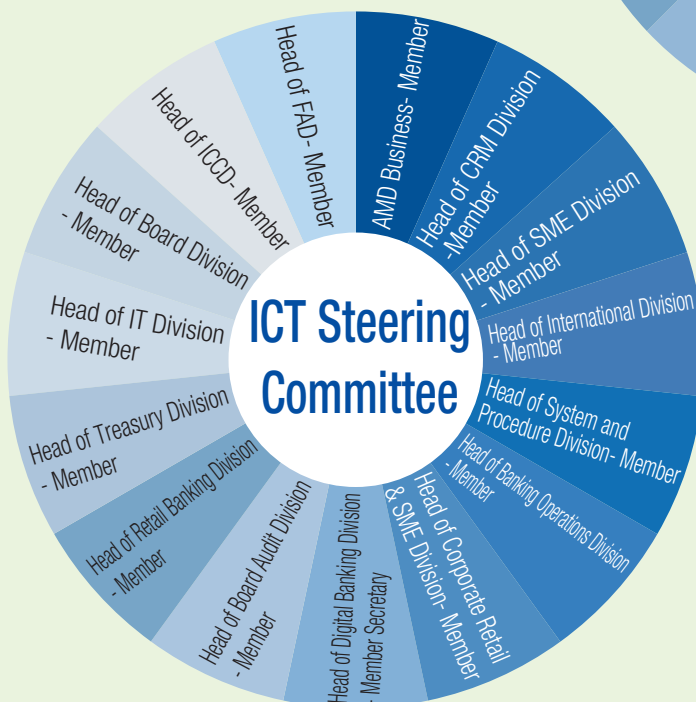 ICT Steering
Committee
AMD Business- Member
Head of CRM Division
-Member
Head of SME Division
- Member
Head of International Division
- Member
Head of System and
Procedure Division- Member
Head of Banking Operations Division
- Member
Head of Corporate Retail
& SME Division- Member
Head of Digital Banking Division
- Member Secretary
Head of Board Audit Division
- Member
Head of Retail Banking Division
- Member
Head of Treasury Division
- Member
Head of IT Division
- Member
Head of Board Division
- Member
Head of ICCD- Member
Head of FAD- Member